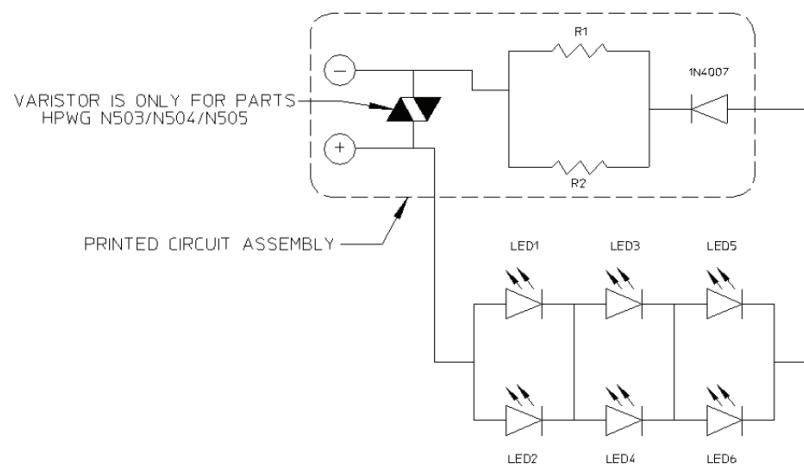 R1
1N4007
−
VARISTOR IS ONLY FOR PARTS
HPWG N503/N504/N505
+
R2
PRINTED CIRCUIT ASSEMBLY
LED1 LED3 LED5
LED2 LED4 LED6